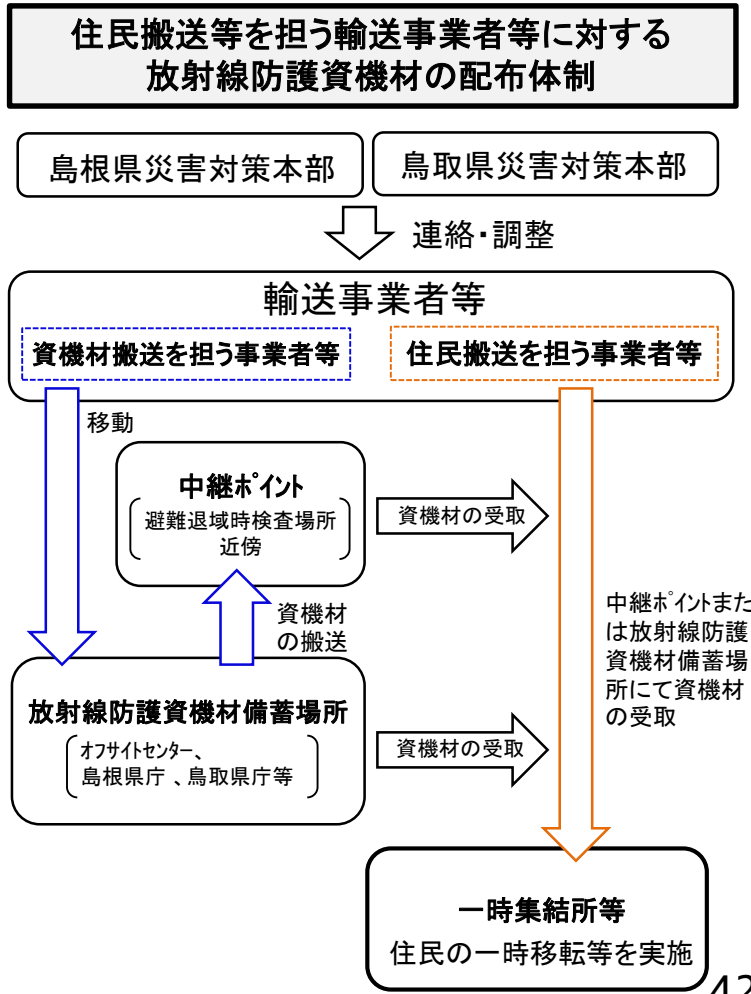 住民搬送等を担う輸送事業者等に対する
放射線防護資機材の配布体制
島根県災害対策本部
鳥取県災害対策本部
連絡・調整
輸送事業者等
資機材搬送を担う事業者等
住民搬送を担う事業者等
移動
中継ﾎﾟｲﾝﾄ
避難退域時検査場所
近傍
資機材の受取
資機材
の搬送
中継ﾎﾟｲﾝﾄまた
は放射線防護
資機材備蓄場
所にて資機材
の受取
放射線防護資機材備蓄場所
ｵﾌｻｲﾄｾﾝﾀｰ、
島根県庁 、鳥取県庁等
資機材の受取
一時集結所等
住民の一時移転等を実施
42